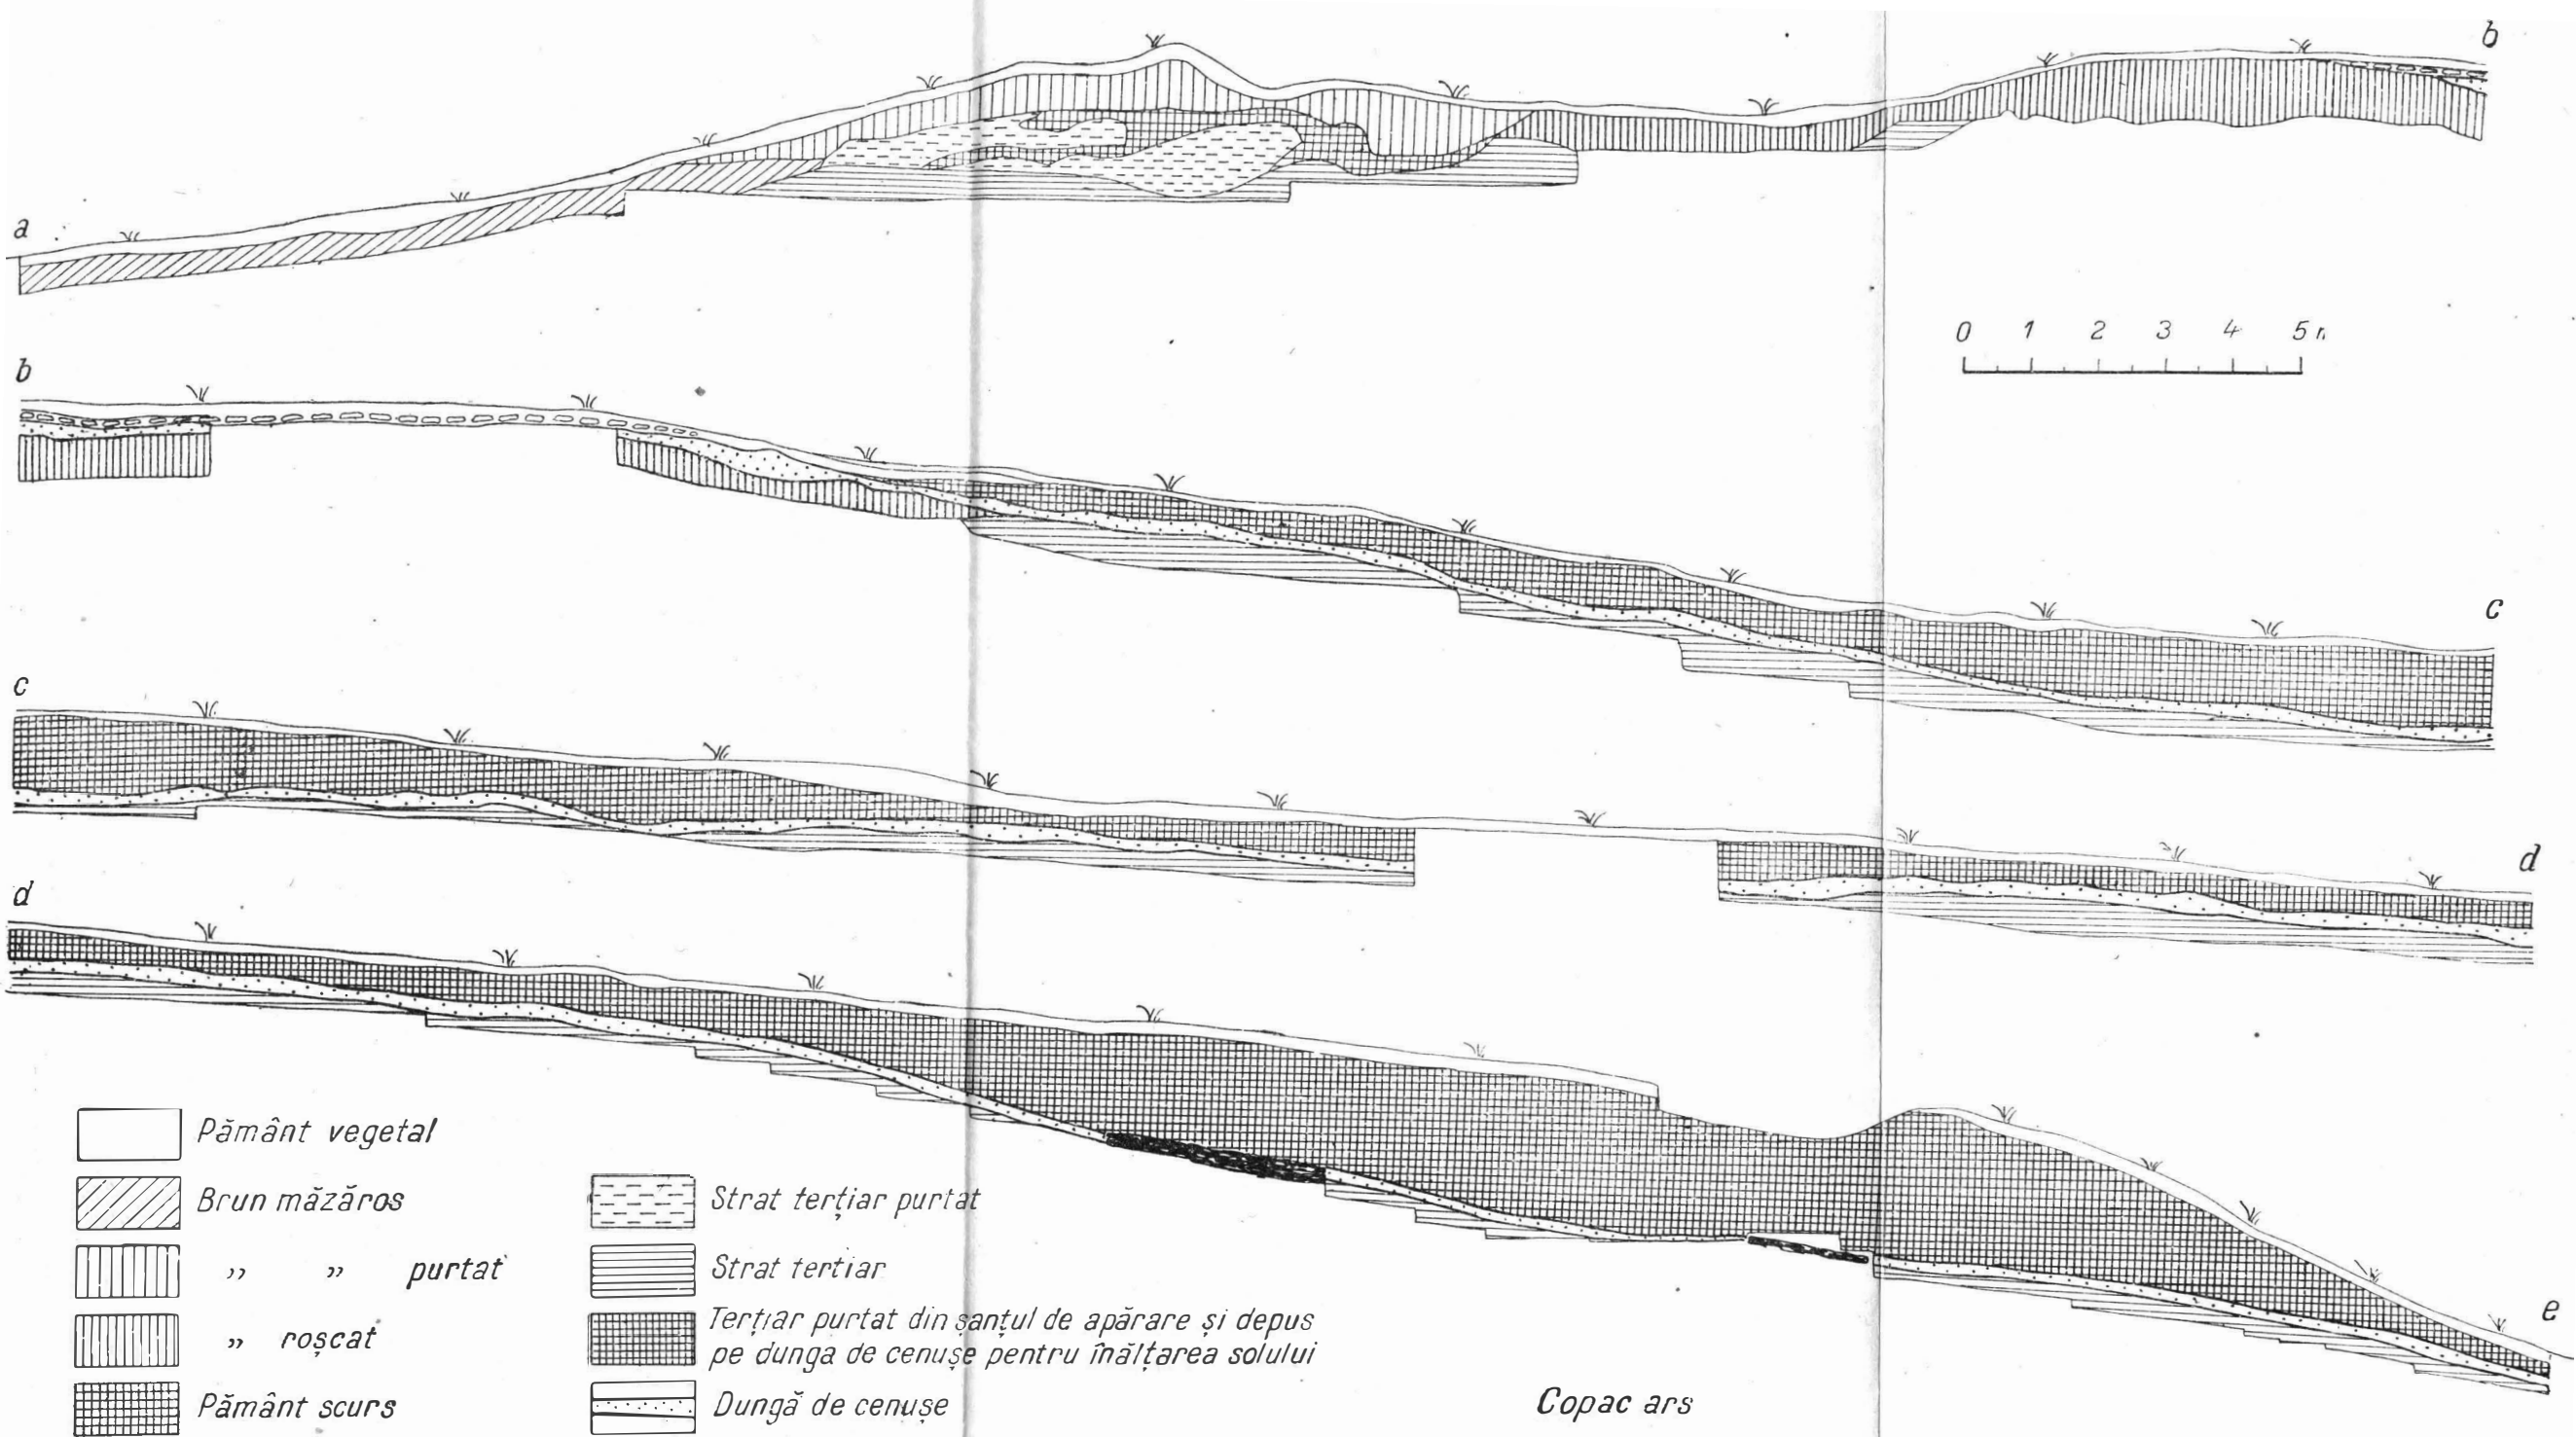 a
b
0 1 2 3 4 5
b
c
c
d
d
e
Pământ vegetal
Brun măzăros
„ „ purtat
„ roșcat
Pământ scurs
Strat terțiar purtat
Strat tertiar
Terțiar purtat din șanțul de apărare și depus
pe dunga de cenușe pentru înălțarea solului
Dungă de cenușe
Copac ars